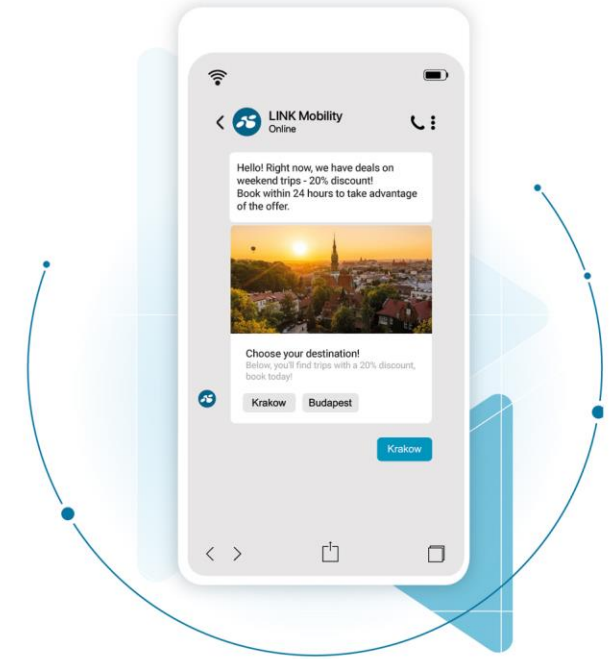 LINK Mobility
Online
Hello! Right now, we have deals on
weekend trips - 20% discount!
Book within 24 hours to take advantage
of the offer.
Choose your destination!
Below, you'll find trips with a 20% discount,
book today!
Krakow Budapest
Krakow